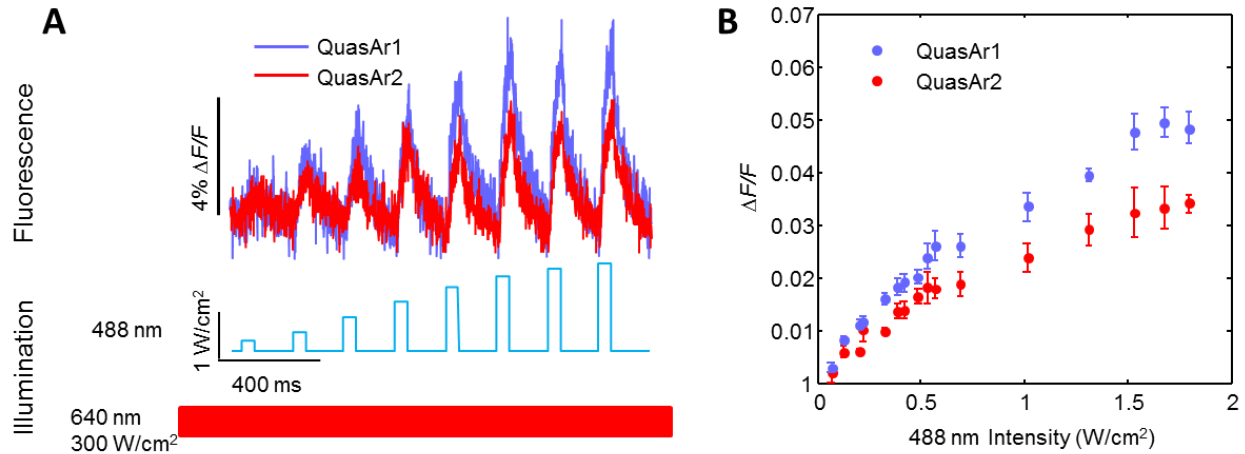 A
QuasAr1
QuasAr2
Fluorescence
4% ΔF/F
488 nm
1 W/cm²
400 ms
Illumination
640 nm
300 W/cm²
B
0.07
0.06
0.05
0.04
0.03
0.02
0.01
1
ΔF/F
QuasAr1
QuasAr2
0 0.5 1 1.5 2
488 nm Intensity (W/cm²)